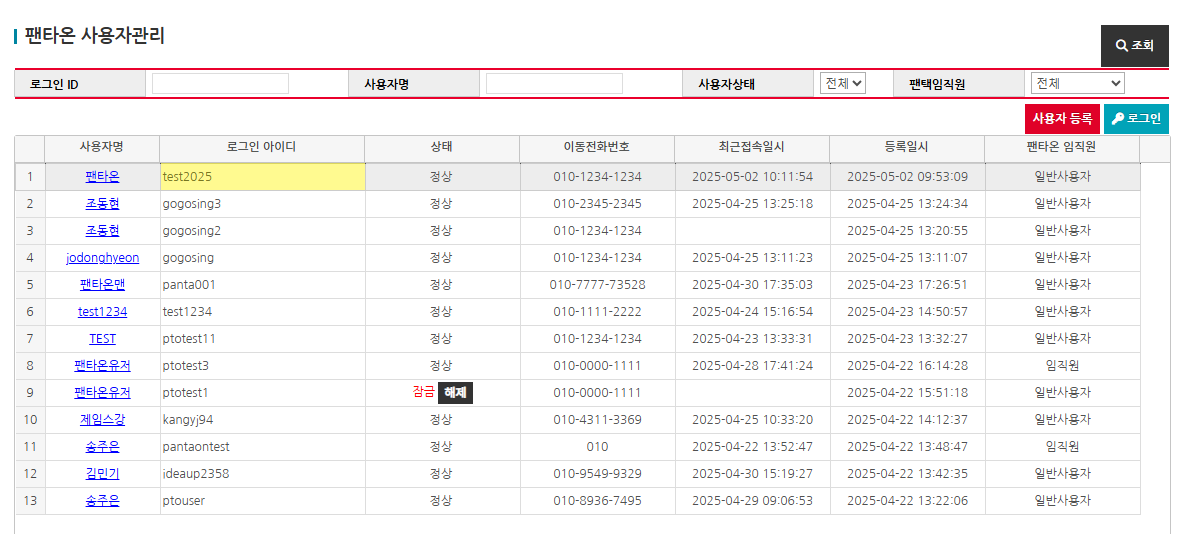 팬타온 사용자관리
조회
로그인 ID 사용자명 사용자상태 전체 팬택임직원 전체
사용자 등록 로그인
사용자명 로그인 아이디 상태 이동전화번호 최근접속일시 등록일시 팬타온 임직원
1 팬타온 test2025 정상 010-1234-1234 2025-05-02 10:11:54 2025-05-02 09:53:09 일반사용자
2 조동현 gogosing3 정상 010-2345-2345 2025-04-25 13:25:18 2025-04-25 13:24:34 일반사용자
3 조동현 gogosing2 정상 010-1234-1234 2025-04-25 13:20:55 일반사용자
4 jodonghyeon gogosing 정상 010-1234-1234 2025-04-25 13:11:23 2025-04-25 13:11:07 일반사용자
5 팬타온맨 panta001 정상 010-7777-73528 2025-04-30 17:35:03 2025-04-23 17:26:51 일반사용자
6 test1234 test1234 정상 010-1111-2222 2025-04-24 15:16:54 2025-04-23 14:50:57 일반사용자
7 TEST ptotest11 정상 010-1234-1234 2025-04-23 13:33:31 2025-04-23 13:32:27 일반사용자
8 팬타온유저 ptotest3 정상 010-0000-1111 2025-04-28 17:41:24 2025-04-22 16:14:28 임직원
9 팬타온유저 ptotest1 잠금 해제 010-0000-1111 2025-04-22 15:51:18 일반사용자
10 제임스강 kangyj94 정상 010-4311-3369 2025-04-25 10:33:20 2025-04-22 14:12:37 일반사용자
11 송주은 pantaontest 정상 010 2025-04-22 13:52:47 2025-04-22 13:48:47 임직원
12 김민기 ideaup2358 정상 010-9549-9329 2025-04-30 15:19:27 2025-04-22 13:42:35 일반사용자
13 송주은 ptouser 정상 010-8936-7495 2025-04-29 09:06:53 2025-04-22 13:22:06 일반사용자